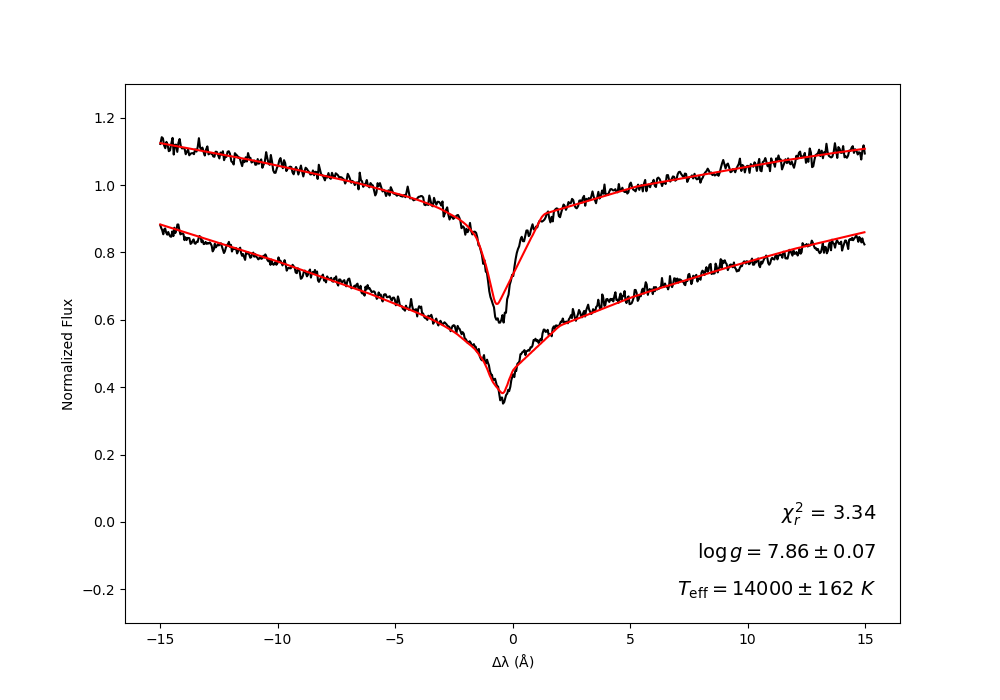 1.2
1.0
0.8
0.6
0.4
0.2
0.0
−0.2
Normalized Flux
χ²ᵣ = 3.34
log g = 7.86 ± 0.07
T_eff = 14000 ± 162 K
−15 −10 −5 0 5 10 15
Δλ (Å)